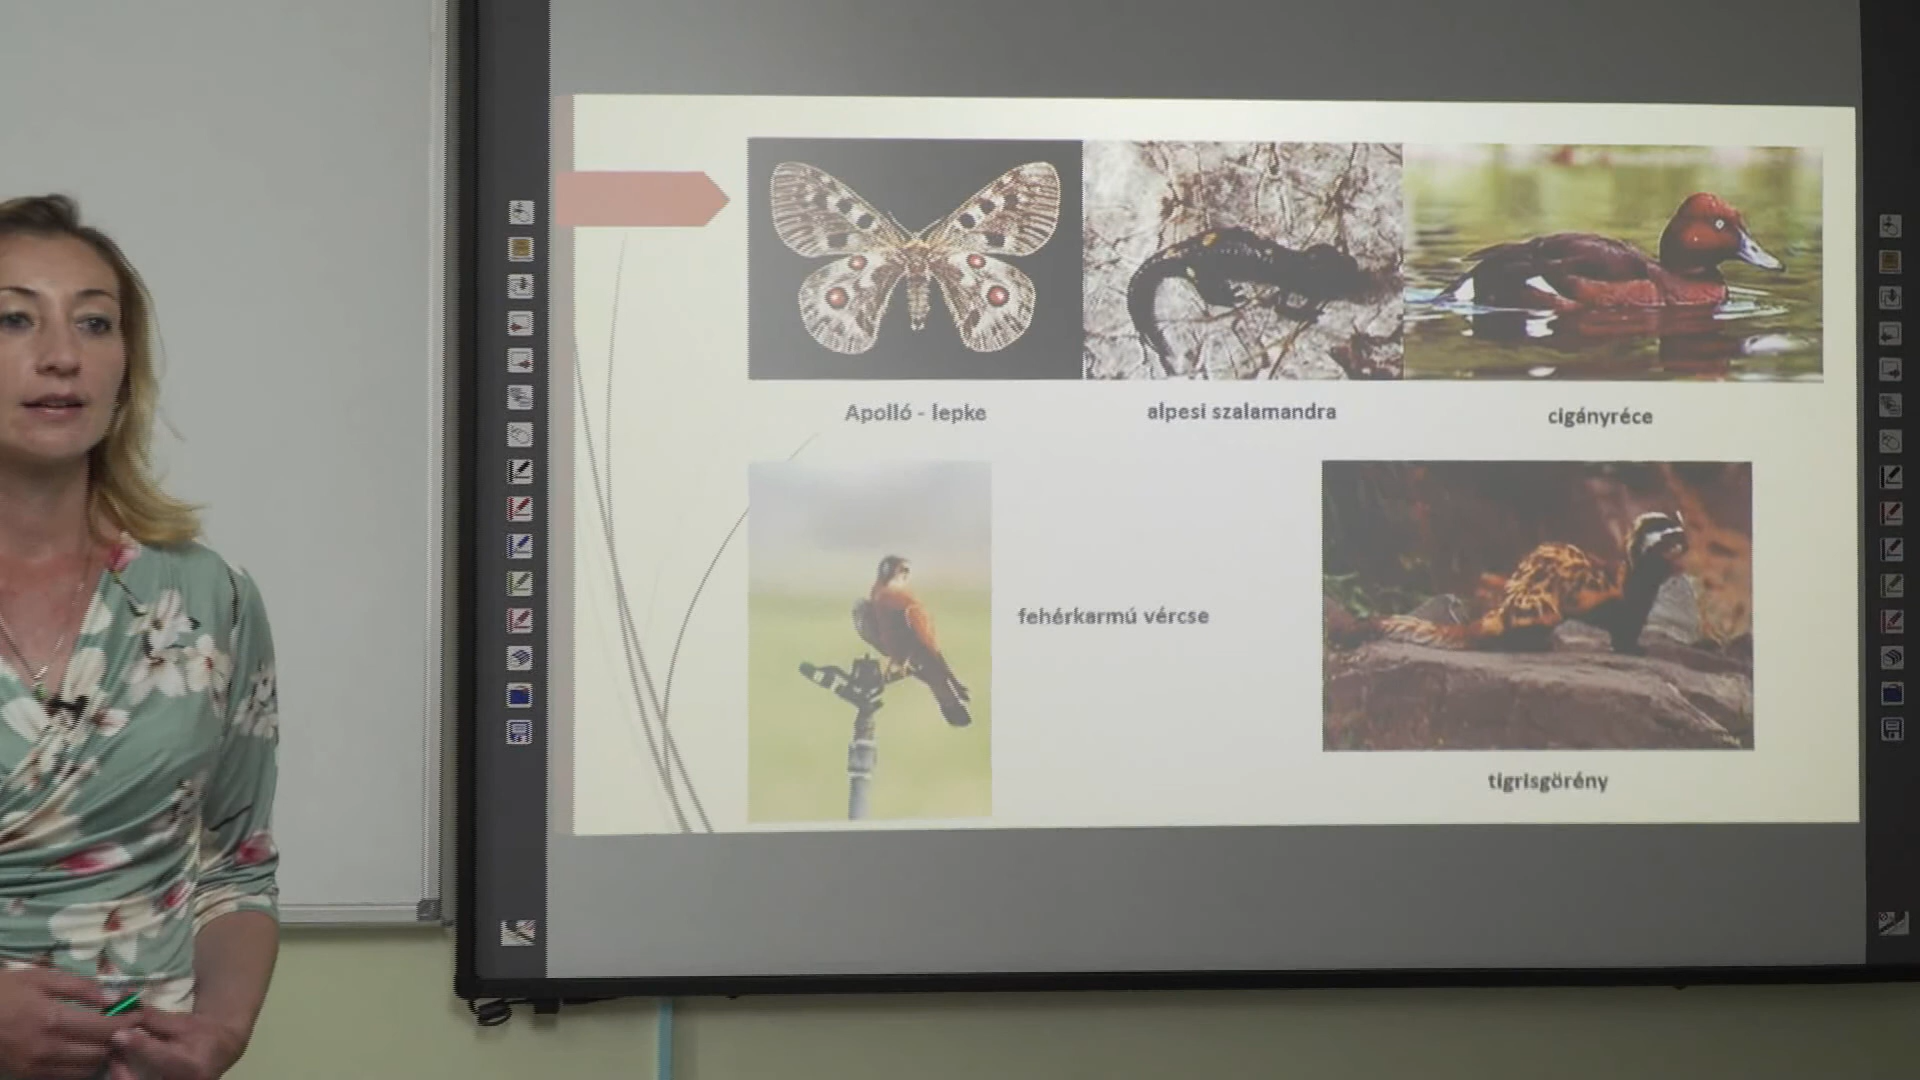 Apolló - lepke
alpesi szalamandra
cigányréce
fehérkarmú vércse
tigrisgörény